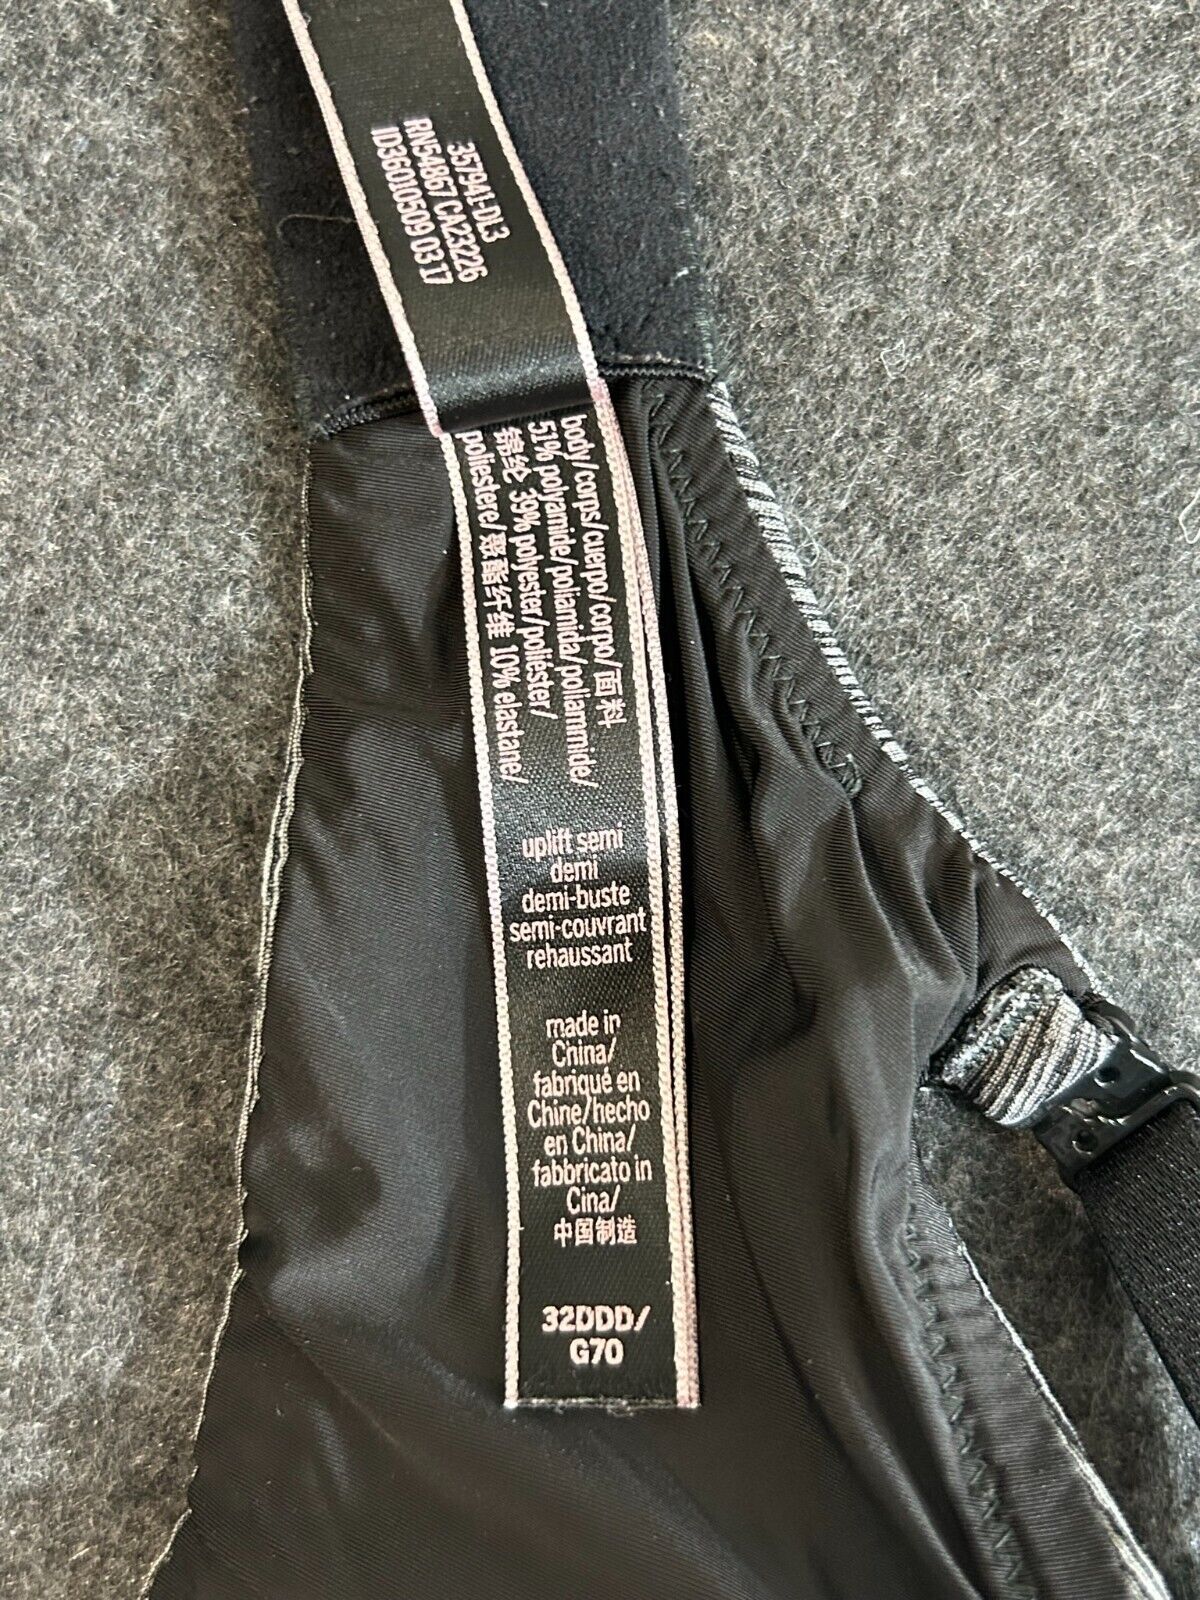 357941-DL3
RN54867 CA23226
ID36010509 03 17
body/corps/cuerpo/corpo/面料
51% polyamide/poliamida/poliammide/
锦纶 39% polyester/poliéster/
poliestere/聚酯纤维 10% elastane/
uplift semi
demi
demi-buste
semi-couvrant
rehaussant
made in
China/
fabriqué en
Chine/hecho
en China/
fabbricato in
Cina/
中国制造
32DDD/
G70